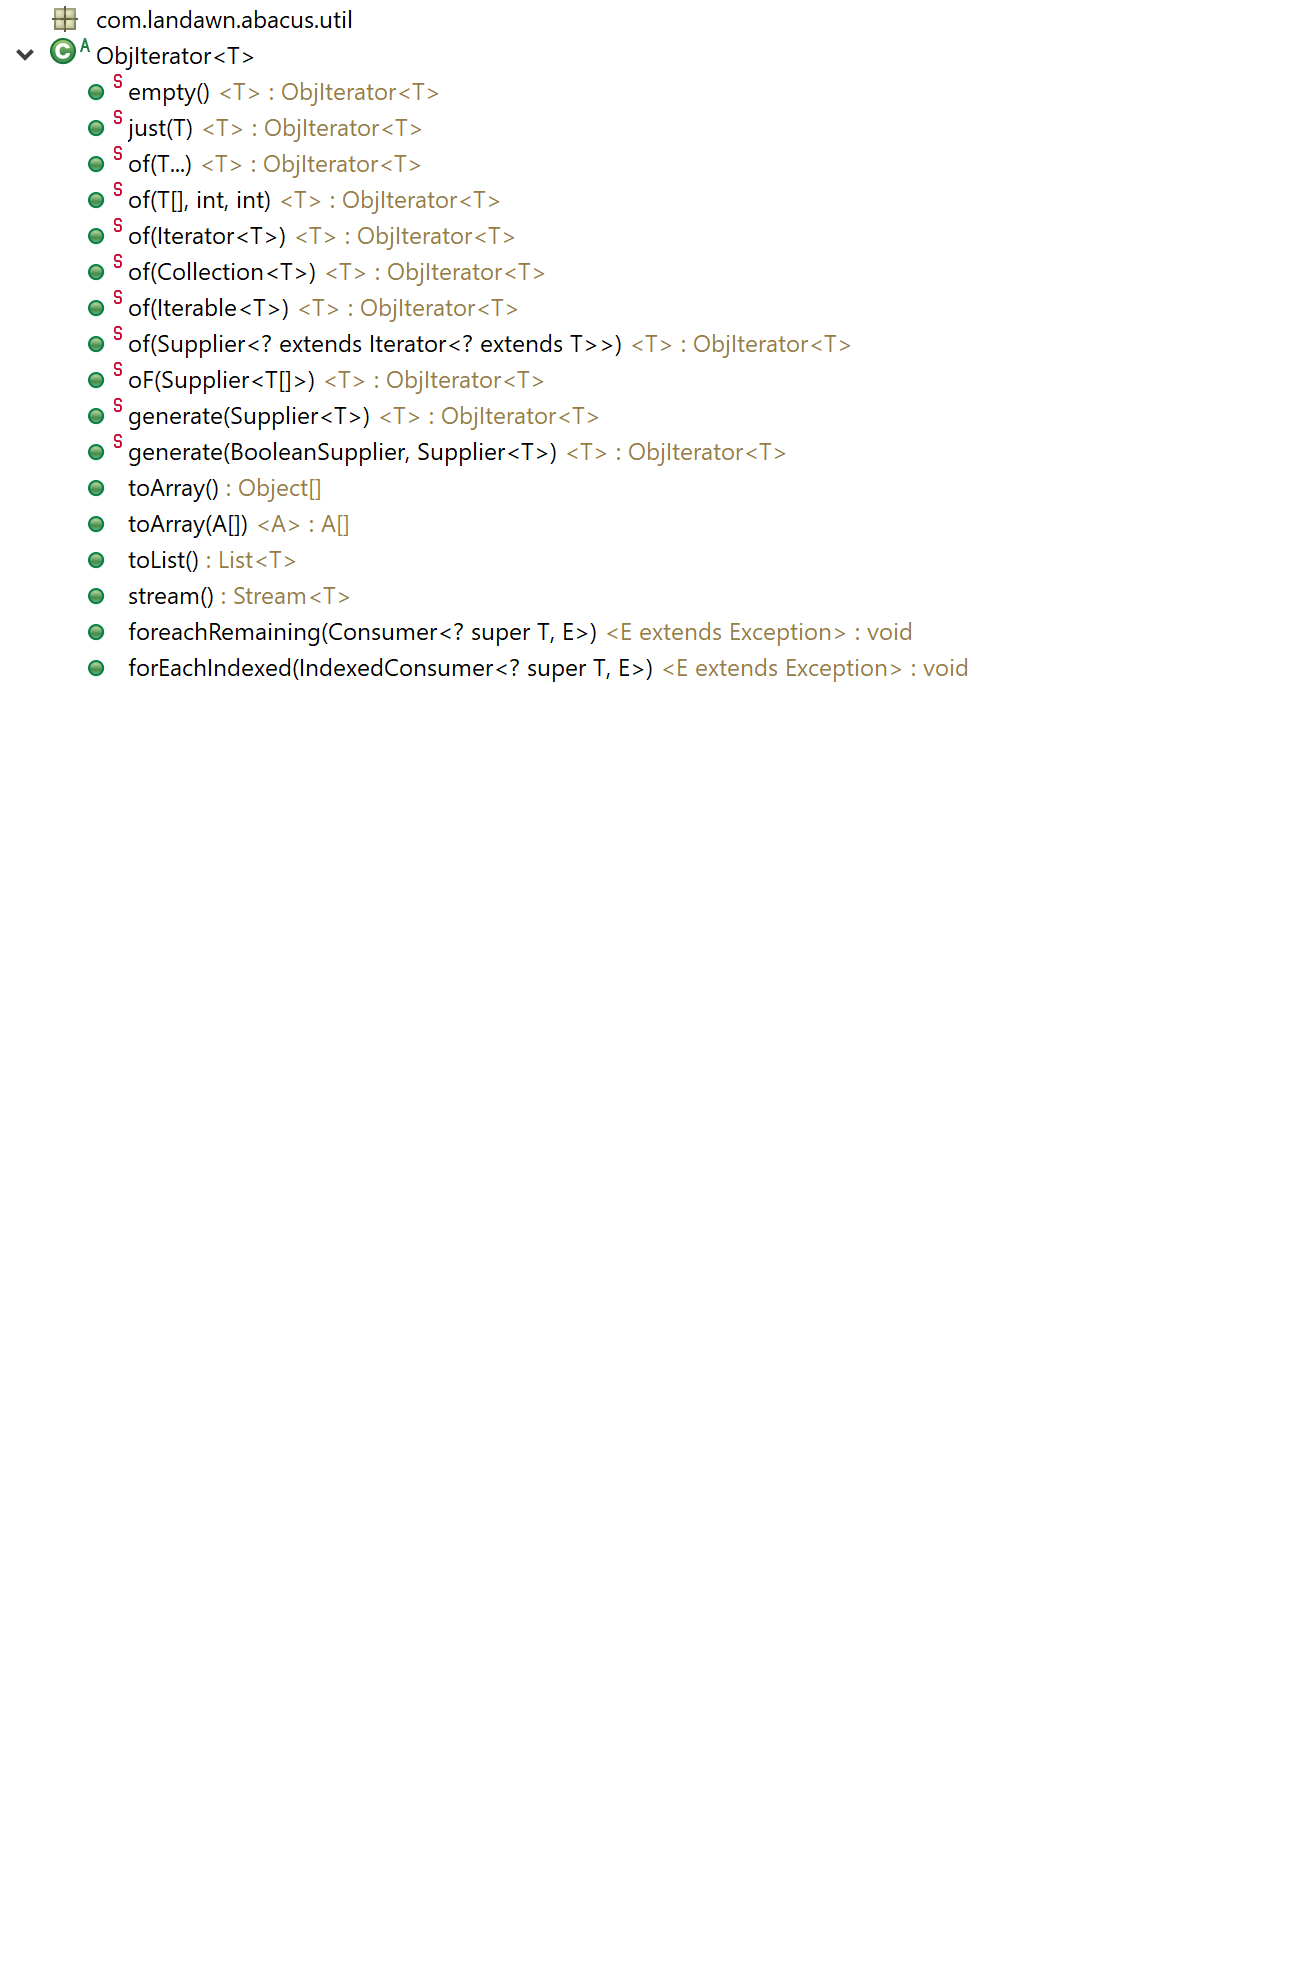 com.landawn.abacus.util
C A ObjIterator<T>
S empty() <T> : ObjIterator<T>
S just(T) <T> : ObjIterator<T>
S of(T...) <T> : ObjIterator<T>
S of(T[], int, int) <T> : ObjIterator<T>
S of(Iterator<T>) <T> : ObjIterator<T>
S of(Collection<T>) <T> : ObjIterator<T>
S of(Iterable<T>) <T> : ObjIterator<T>
S of(Supplier<? extends Iterator<? extends T>>) <T> : ObjIterator<T>
S oF(Supplier<T[]>) <T> : ObjIterator<T>
S generate(Supplier<T>) <T> : ObjIterator<T>
S generate(BooleanSupplier, Supplier<T>) <T> : ObjIterator<T>
toArray() : Object[]
toArray(A[]) <A> : A[]
toList() : List<T>
stream() : Stream<T>
foreachRemaining(Consumer<? super T, E>) <E extends Exception> : void
forEachIndexed(IndexedConsumer<? super T, E>) <E extends Exception> : void